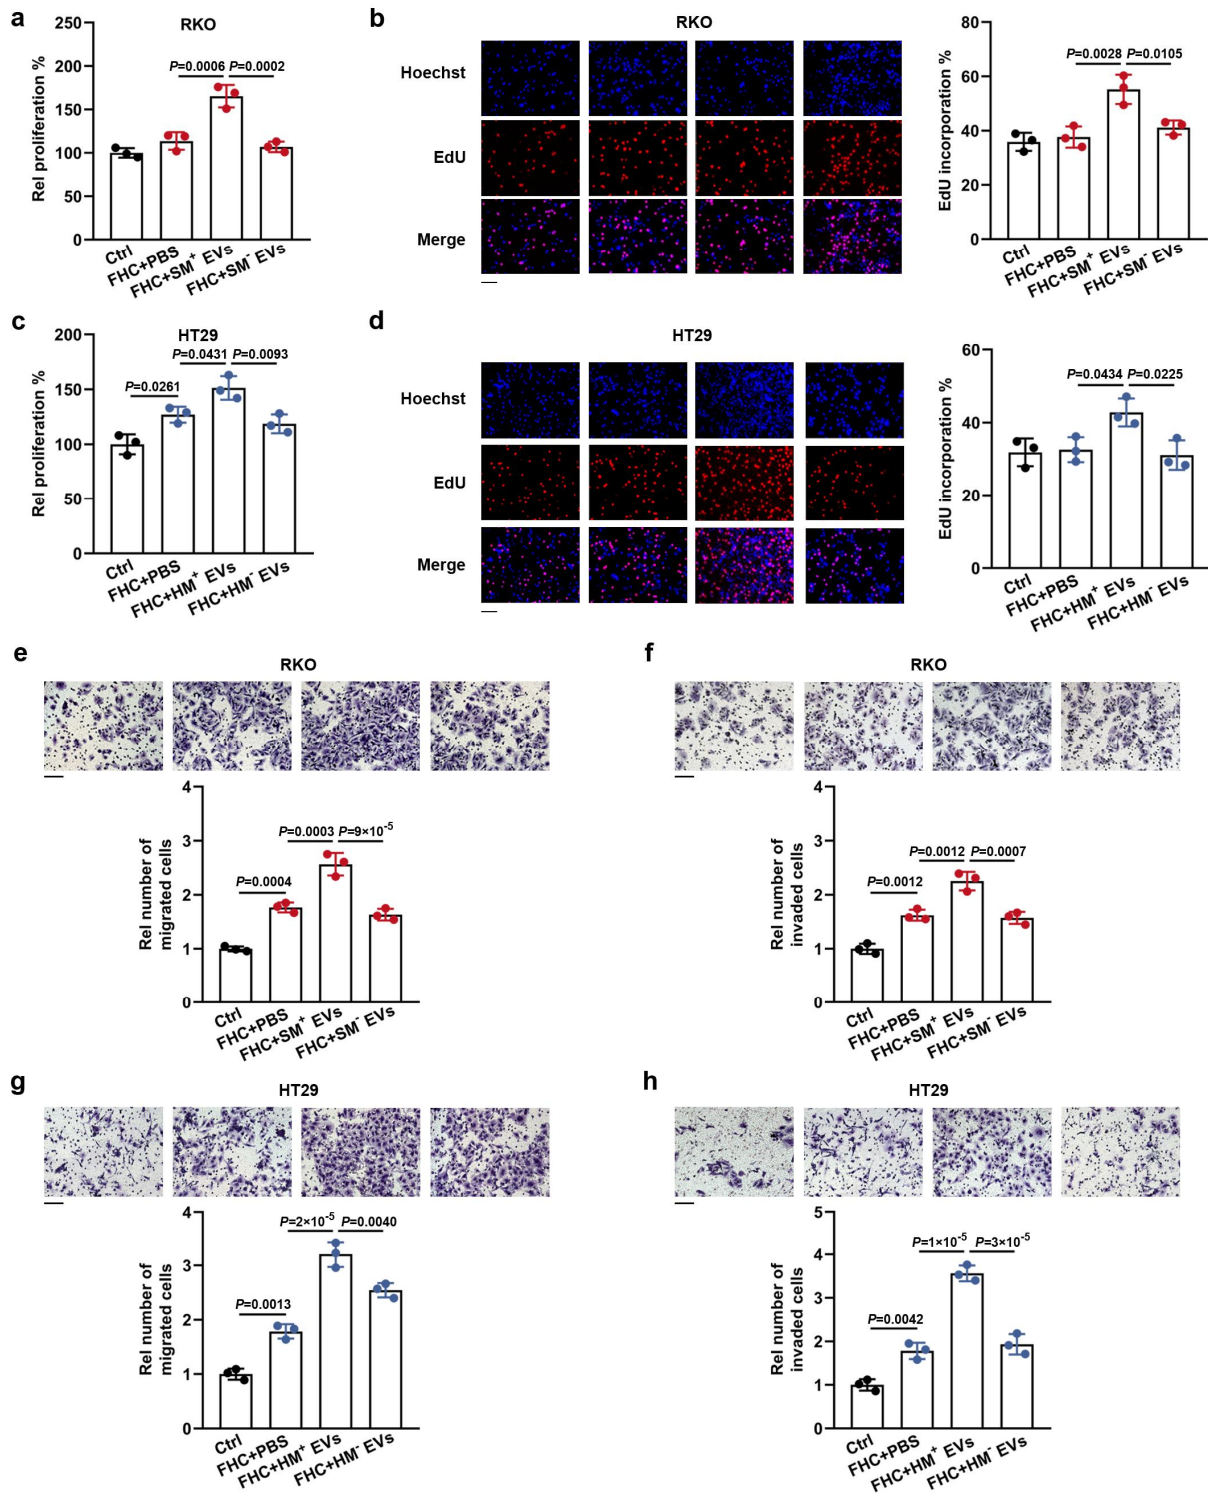 a
RKO
Rel proliferation %
250
200
150
100
50
0
P=0.0006
P=0.0002
Ctrl
FHC+PBS
FHC+SM⁺ EVs
FHC+SM⁻ EVs
b
RKO
Hoechst
EdU
Merge
EdU incorporation %
80
60
40
20
0
P=0.0028
P=0.0105
Ctrl
FHC+PBS
FHC+SM⁺ EVs
FHC+SM⁻ EVs
c
HT29
Rel proliferation %
200
150
100
50
0
P=0.0431
P=0.0093
P=0.0261
Ctrl
FHC+PBS
FHC+HM⁺ EVs
FHC+HM⁻ EVs
d
HT29
Hoechst
EdU
Merge
EdU incorporation %
60
40
20
0
P=0.0434
P=0.0225
Ctrl
FHC+PBS
FHC+HM⁺ EVs
FHC+HM⁻ EVs
e
RKO
Rel number of
migrated cells
4
3
2
1
0
P=0.0003
P=9×10⁻⁵
P=0.0004
Ctrl
FHC+PBS
FHC+SM⁺ EVs
FHC+SM⁻ EVs
f
RKO
Rel number of
invaded cells
4
3
2
1
0
P=0.0012
P=0.0007
P=0.0012
Ctrl
FHC+PBS
FHC+SM⁺ EVs
FHC+SM⁻ EVs
g
HT29
Rel number of
migrated cells
4
3
2
1
0
P=2×10⁻⁵
P=0.0040
P=0.0013
Ctrl
FHC+PBS
FHC+HM⁺ EVs
FHC+HM⁻ EVs
h
HT29
Rel number of
invaded cells
5
4
3
2
1
0
P=1×10⁻⁵
P=3×10⁻⁵
P=0.0042
Ctrl
FHC+PBS
FHC+HM⁺ EVs
FHC+HM⁻ EVs